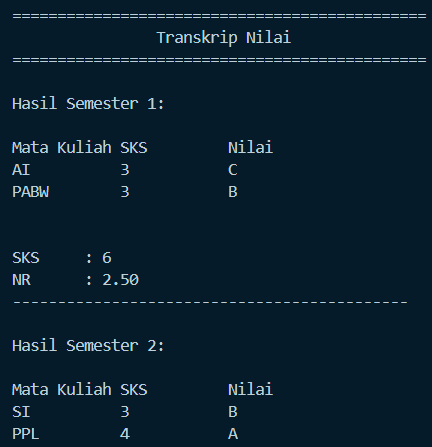 ==============================================
Transkrip Nilai
==============================================
Hasil Semester 1:
Mata Kuliah SKS Nilai
AI 3 C
PABW 3 B
SKS : 6
NR : 2.50
--------------------------------------------
Hasil Semester 2:
Mata Kuliah SKS Nilai
SI 3 B
PPL 4 A